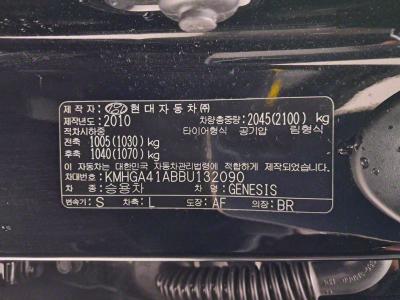 제작자: 현대자동차㈜
제작년도: 2010 차량총중량: 2045(2100) kg
적차시하중 타이어형식 공기압 림형식
전축 1005(1030) kg
후축 1040(1070) kg
이 자동차는 대한민국 자동차관리법령에 적합하게 제작되었습니다.
차대번호: KMHGA41ABBU132090
차종: 승용차 차명: GENESIS
변속기: S 차축: L 도장: AF 의장: BR